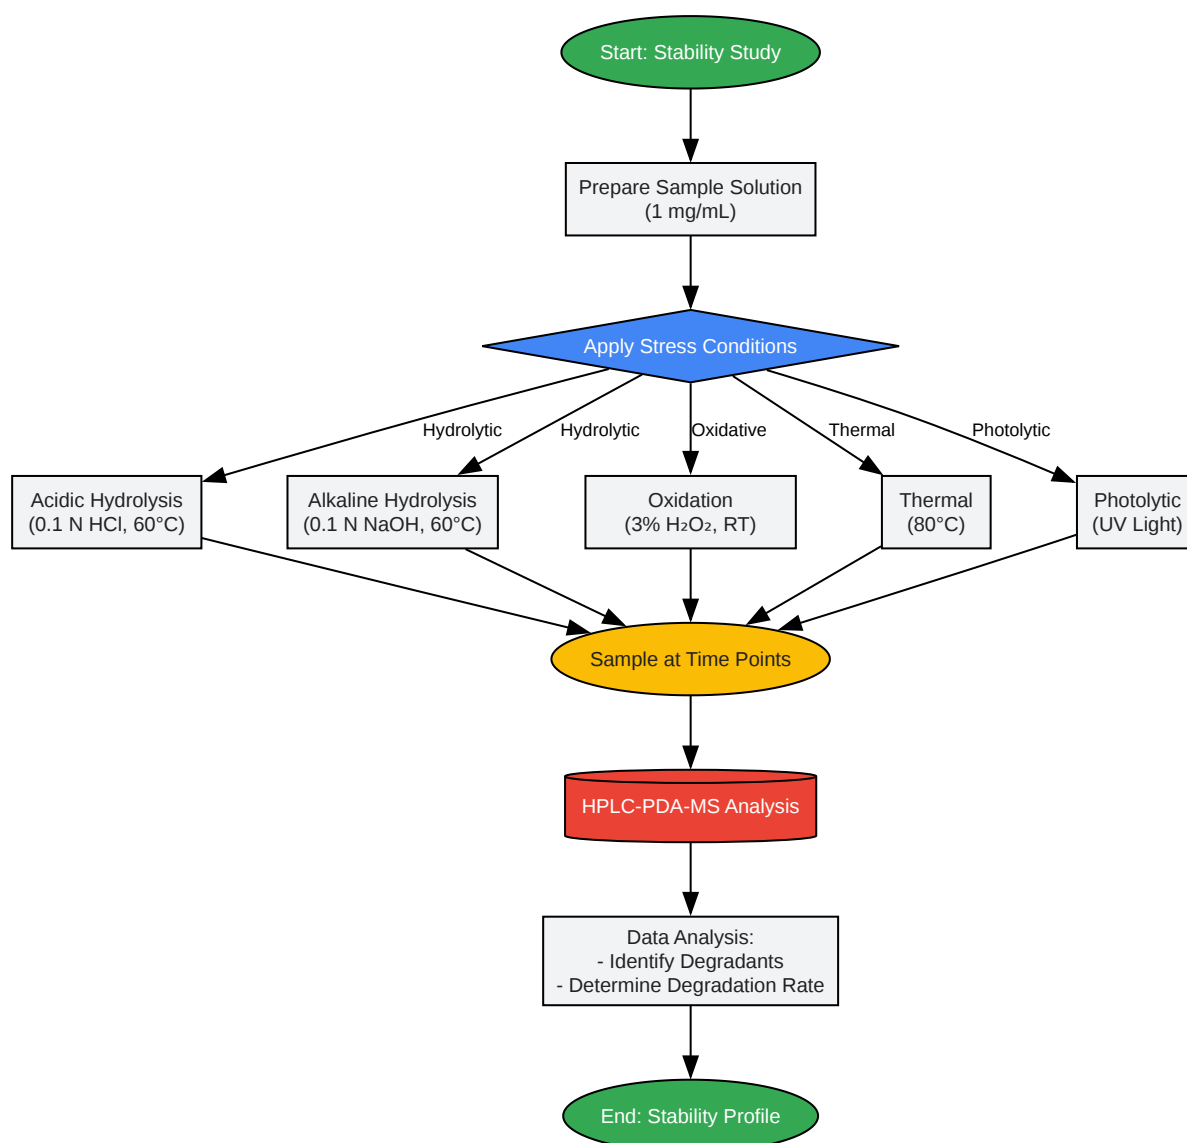 Start: Stability Study
Prepare Sample Solution
(1 mg/mL)
Apply Stress Conditions
Hydrolytic
Hydrolytic
Oxidative
Thermal
Photolytic
Acidic Hydrolysis
(0.1 N HCl, 60°C)
Alkaline Hydrolysis
(0.1 N NaOH, 60°C)
Oxidation
(3% H₂O₂, RT)
Thermal
(80°C)
Photolytic
(UV Light)
Sample at Time Points
HPLC-PDA-MS Analysis
Data Analysis:
- Identify Degradants
- Determine Degradation Rate
End: Stability Profile